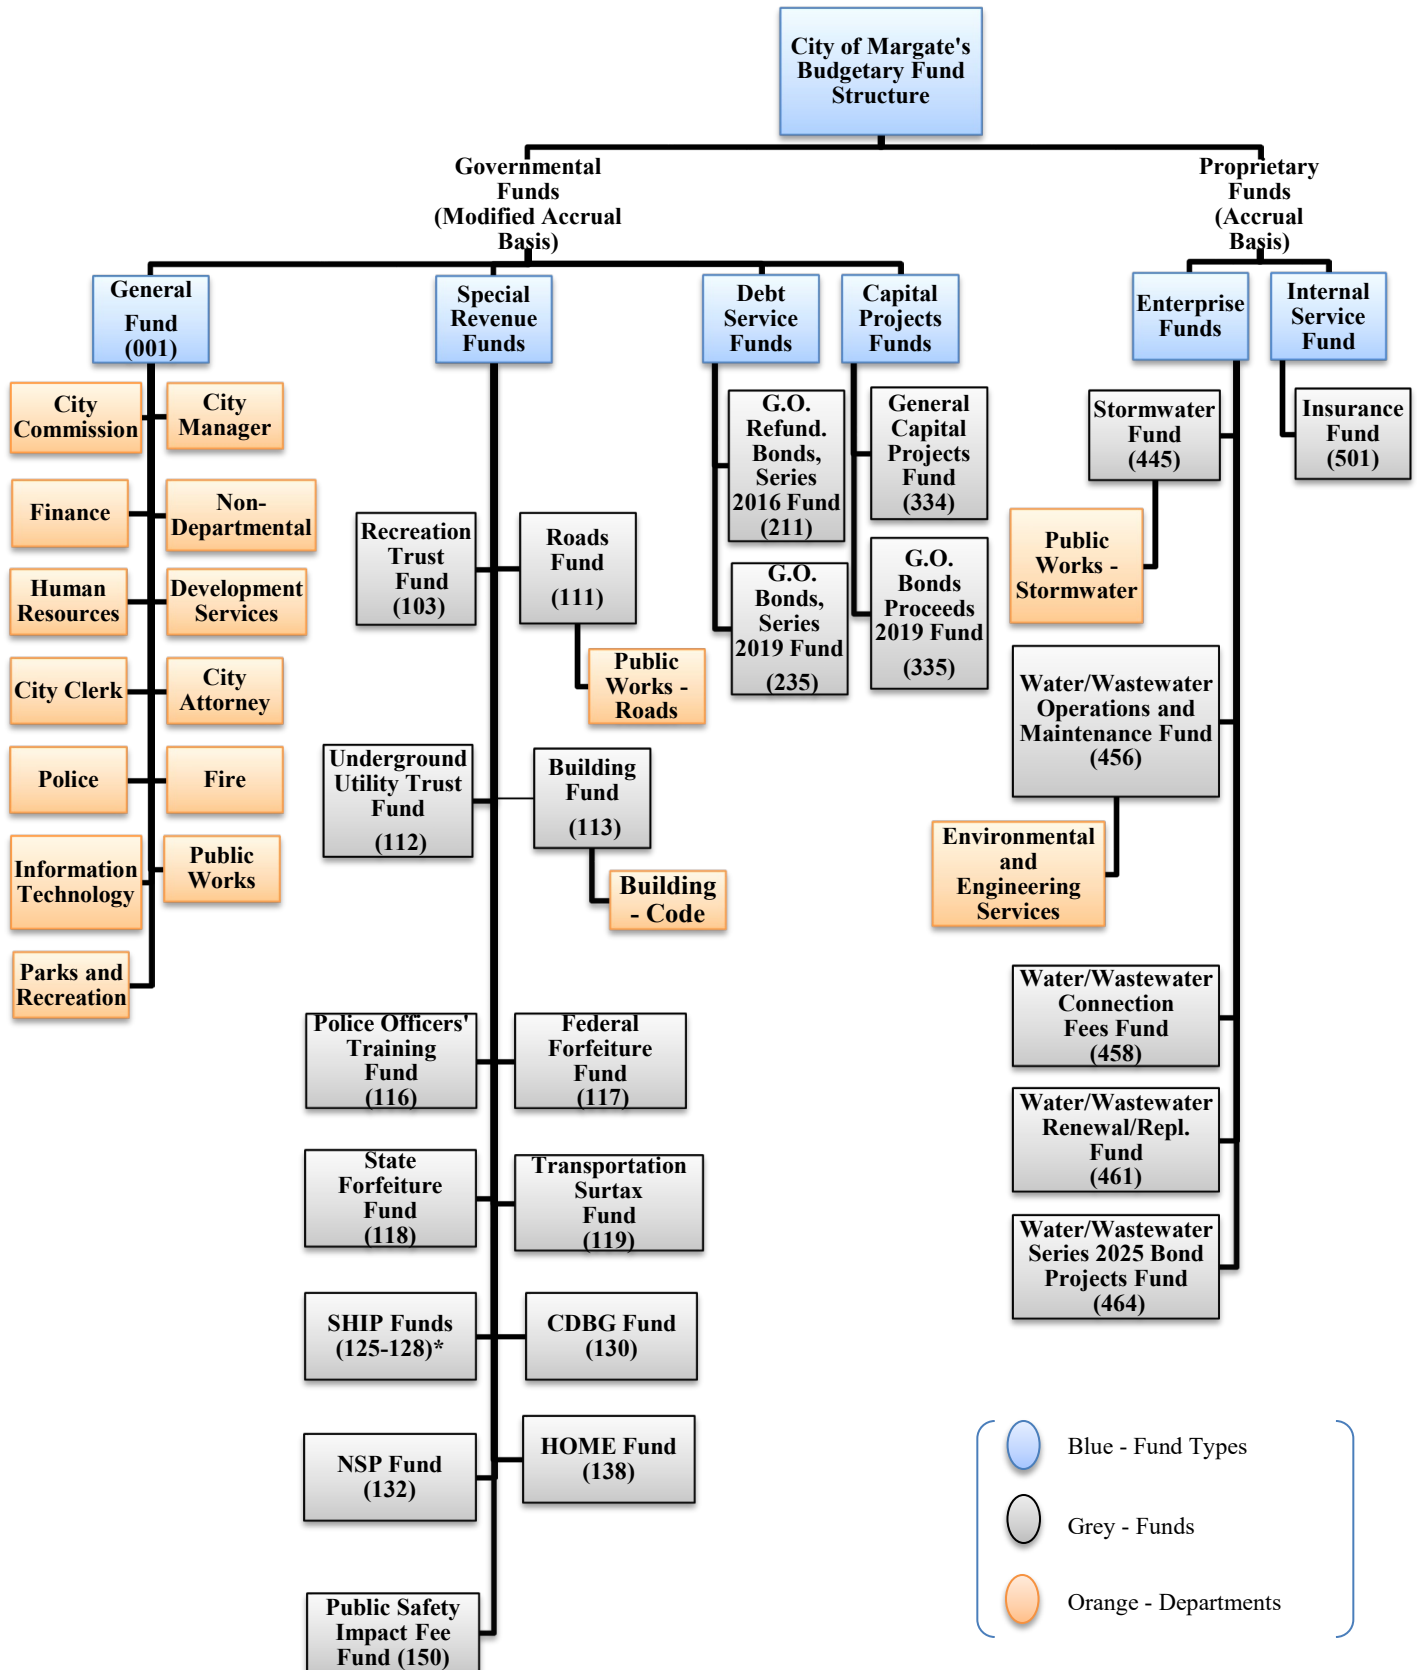 City of Margate's
Budgetary Fund
Structure
Governmental
Funds
(Modified Accrual
Basis)
Proprietary
Funds
(Accrual
Basis)
General
Fund
(001)
Special
Revenue
Funds
Debt
Service
Funds
Capital
Projects
Funds
Enterprise
Funds
Internal
Service
Fund
City
Commission
City
Manager
Finance
Non-
Departmental
Human
Resources
Development
Services
City Clerk
City
Attorney
Police
Fire
Information
Technology
Public
Works
Parks and
Recreation
Recreation
Trust
Fund
(103)
Roads
Fund
(111)
Public
Works -
Roads
Underground
Utility Trust
Fund
(112)
Building
Fund
(113)
Building
- Code
Police Officers'
Training
Fund
(116)
Federal
Forfeiture
Fund
(117)
State
Forfeiture
Fund
(118)
Transportation
Surtax
Fund
(119)
SHIP Funds
(125-128)*
CDBG Fund
(130)
NSP Fund
(132)
HOME Fund
(138)
Public Safety
Impact Fee
Fund (150)
G.O.
Refund.
Bonds,
Series
2016 Fund
(211)
G.O.
Bonds,
Series
2019 Fund
(235)
General
Capital
Projects
Fund
(334)
G.O.
Bonds
Proceeds
2019 Fund
(335)
Stormwater
Fund
(445)
Public
Works -
Stormwater
Water/Wastewater
Operations and
Maintenance Fund
(456)
Environmental
and
Engineering
Services
Water/Wastewater
Connection
Fees Fund
(458)
Water/Wastewater
Renewal/Repl.
Fund
(461)
Water/Wastewater
Series 2025 Bond
Projects Fund
(464)
Insurance
Fund
(501)
Blue - Fund Types
Grey - Funds
Orange - Departments